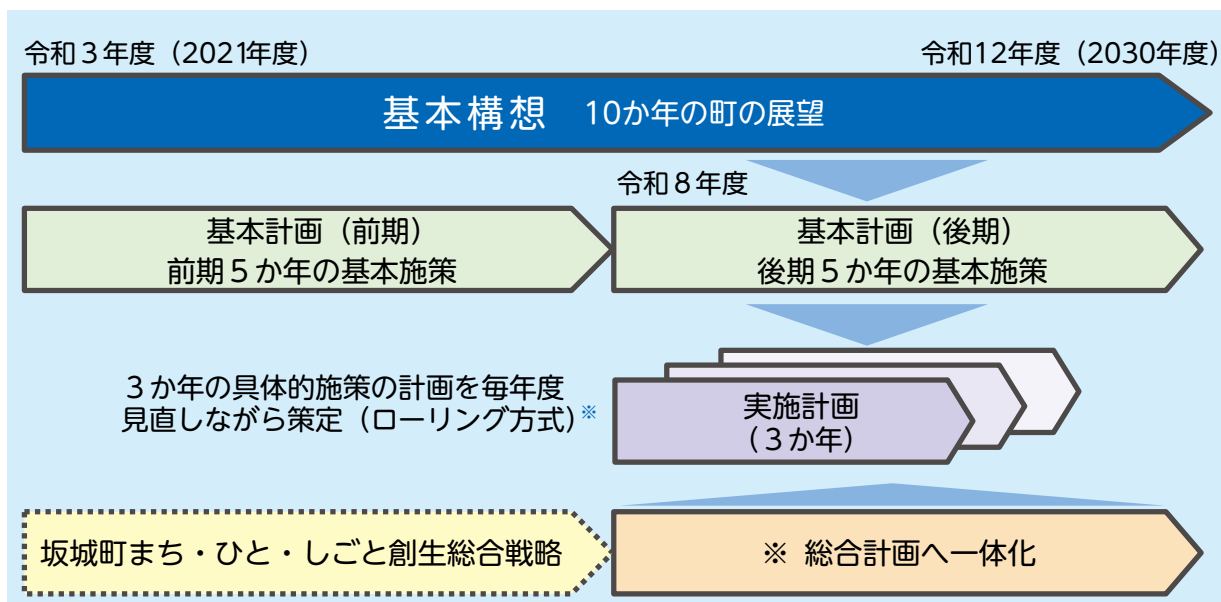 令和３年度（2021年度）
令和12年度（2030年度）
基本構想　10か年の町の展望
令和８年度
基本計画（前期）
前期５か年の基本施策
基本計画（後期）
後期５か年の基本施策
３か年の具体的施策の計画を毎年度
見直しながら策定（ローリング方式）※
実施計画
（３か年）
坂城町まち・ひと・しごと創生総合戦略
※ 総合計画へ一体化